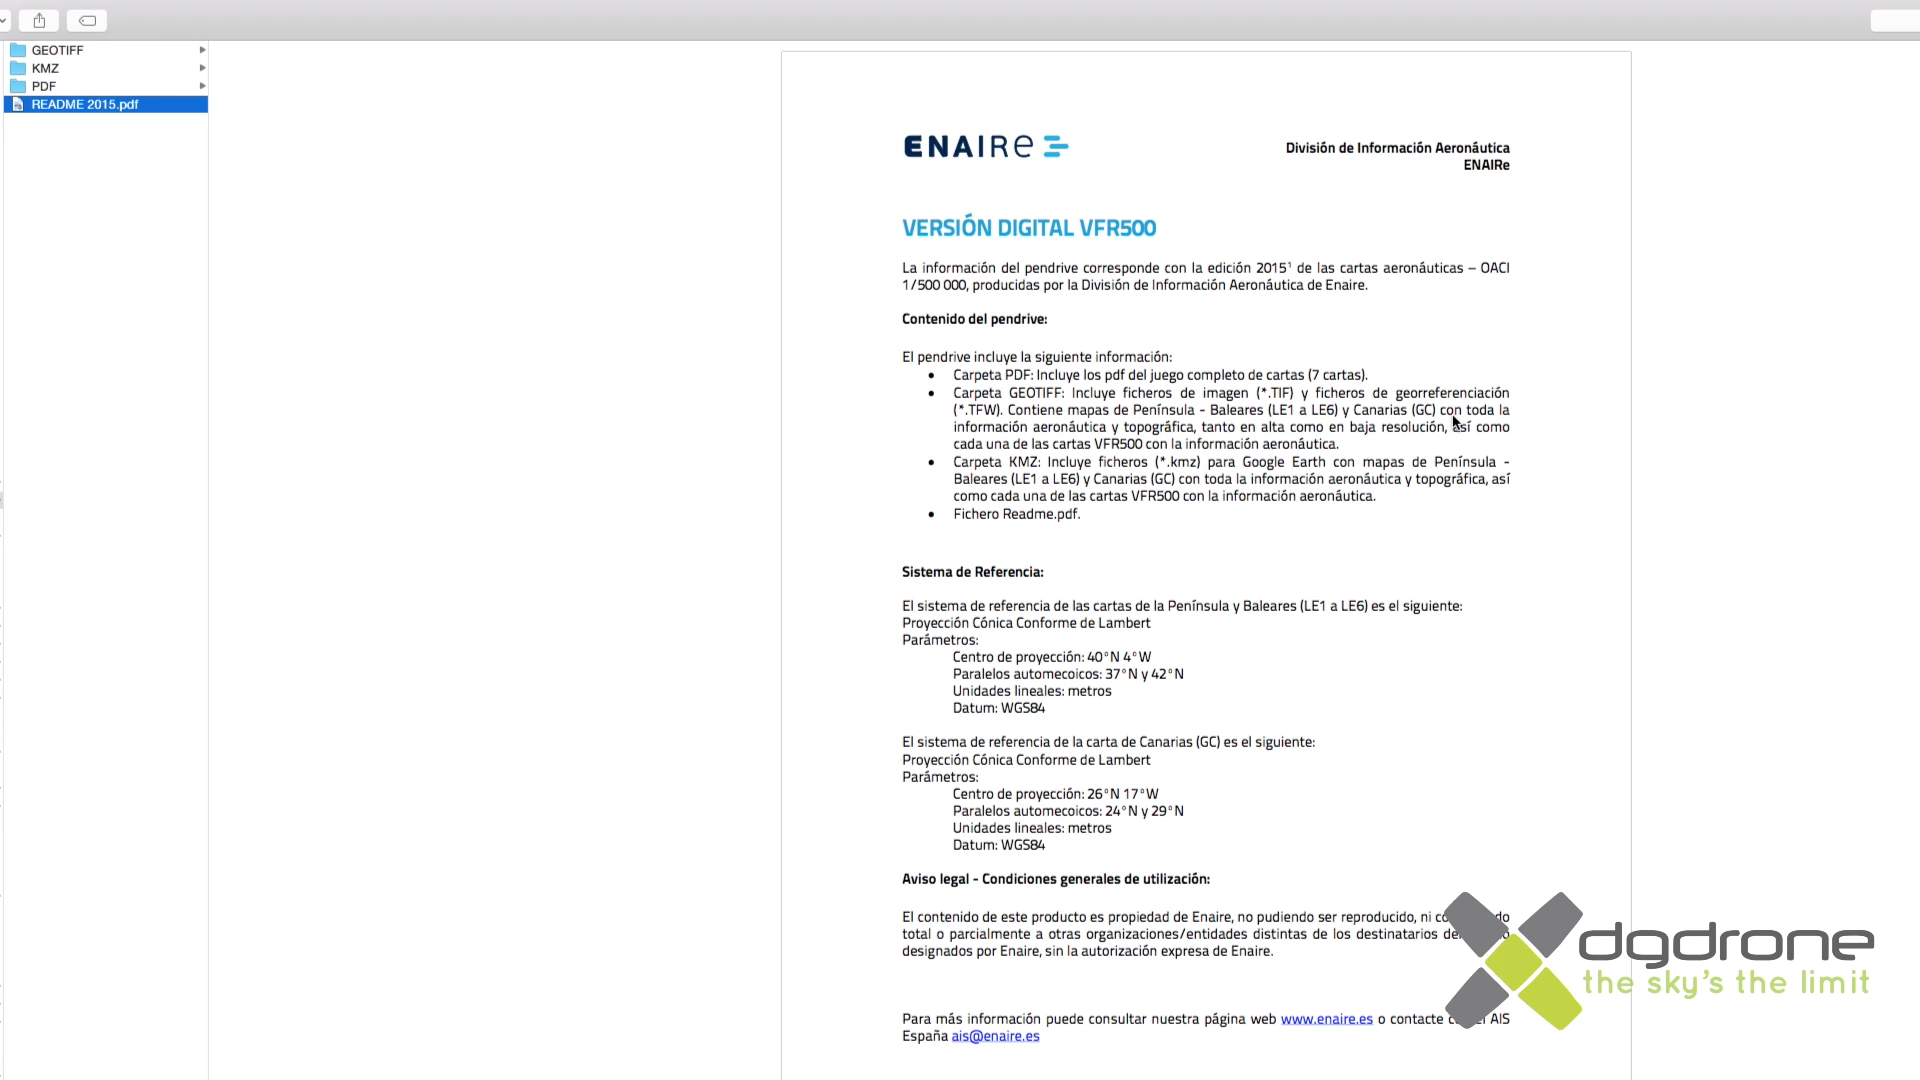 GEOTIFF
KMZ
PDF
README 2015.pdf
ENAIRe
División de Información Aeronáutica
ENAIRe
VERSIÓN DIGITAL VFR500
La información del pendrive corresponde con la edición 2015¹ de las cartas aeronáuticas – OACI
1/500 000, producidas por la División de Información Aeronáutica de Enaire.
Contenido del pendrive:
El pendrive incluye la siguiente información:
• Carpeta PDF: Incluye los pdf del juego completo de cartas (7 cartas).
• Carpeta GEOTIFF: Incluye ficheros de imagen (*.TIF) y ficheros de georreferenciación
(*.TFW). Contiene mapas de Península - Baleares (LE1 a LE6) y Canarias (GC) con toda la
información aeronáutica y topográfica, tanto en alta como en baja resolución, así como
cada una de las cartas VFR500 con la información aeronáutica.
• Carpeta KMZ: Incluye ficheros (*.kmz) para Google Earth con mapas de Península -
Baleares (LE1 a LE6) y Canarias (GC) con toda la información aeronáutica y topográfica, así
como cada una de las cartas VFR500 con la información aeronáutica.
• Fichero Readme.pdf.
Sistema de Referencia:
El sistema de referencia de las cartas de la Península y Baleares (LE1 a LE6) es el siguiente:
Proyección Cónica Conforme de Lambert
Parámetros:
Centro de proyección: 40°N 4°W
Paralelos automecoicos: 37°N y 42°N
Unidades lineales: metros
Datum: WGS84
El sistema de referencia de la carta de Canarias (GC) es el siguiente:
Proyección Cónica Conforme de Lambert
Parámetros:
Centro de proyección: 26°N 17°W
Paralelos automecoicos: 24°N y 29°N
Unidades lineales: metros
Datum: WGS84
Aviso legal - Condiciones generales de utilización:
El contenido de este producto es propiedad de Enaire, no pudiendo ser reproducido, ni
total o parcialmente a otras organizaciones/entidades distintas de los destinatarios
designados por Enaire, sin la autorización expresa de Enaire.
Para más información puede consultar nuestra página web www.enaire.es o contacte AIS
España ais@enaire.es
dgdrone
the sky's the limit